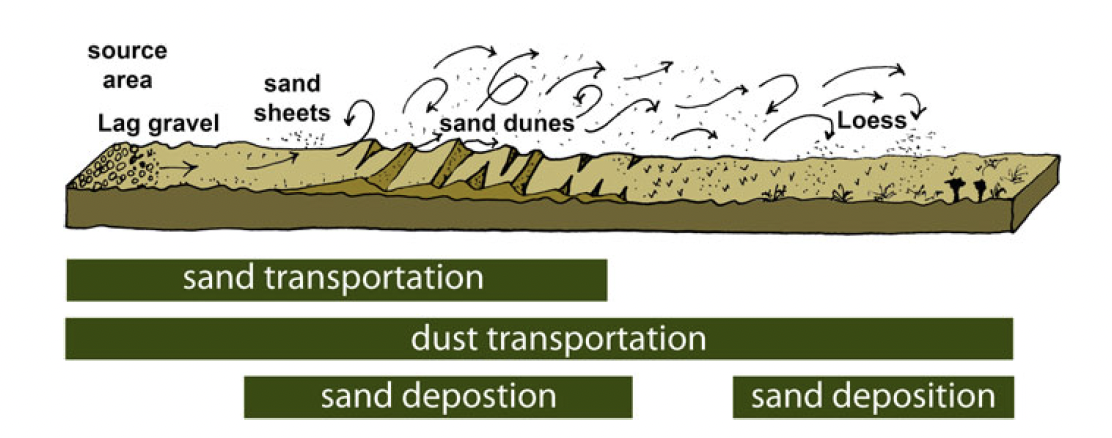 source
area
sand
sheets
Lag gravel
sand dunes
Loess
sand transportation
dust transportation
sand depostion
sand deposition